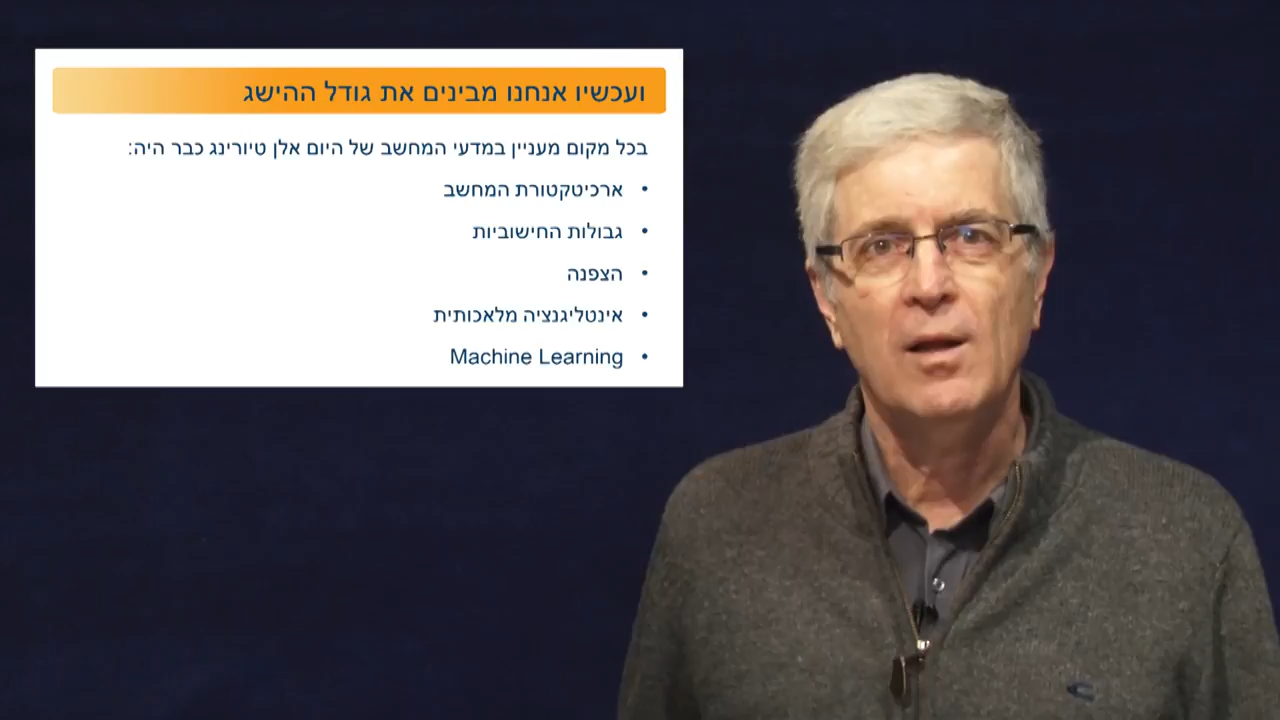 ועכשיו אנחנו מבינים את גודל ההישג
בכל מקום מעניין במדעי המחשב של היום אלן טיורינג כבר היה:
• ארכיטקטורת המחשב
• גבולות החישוביות
• הצפנה
• אינטליגנציה מלאכותית
• Machine Learning